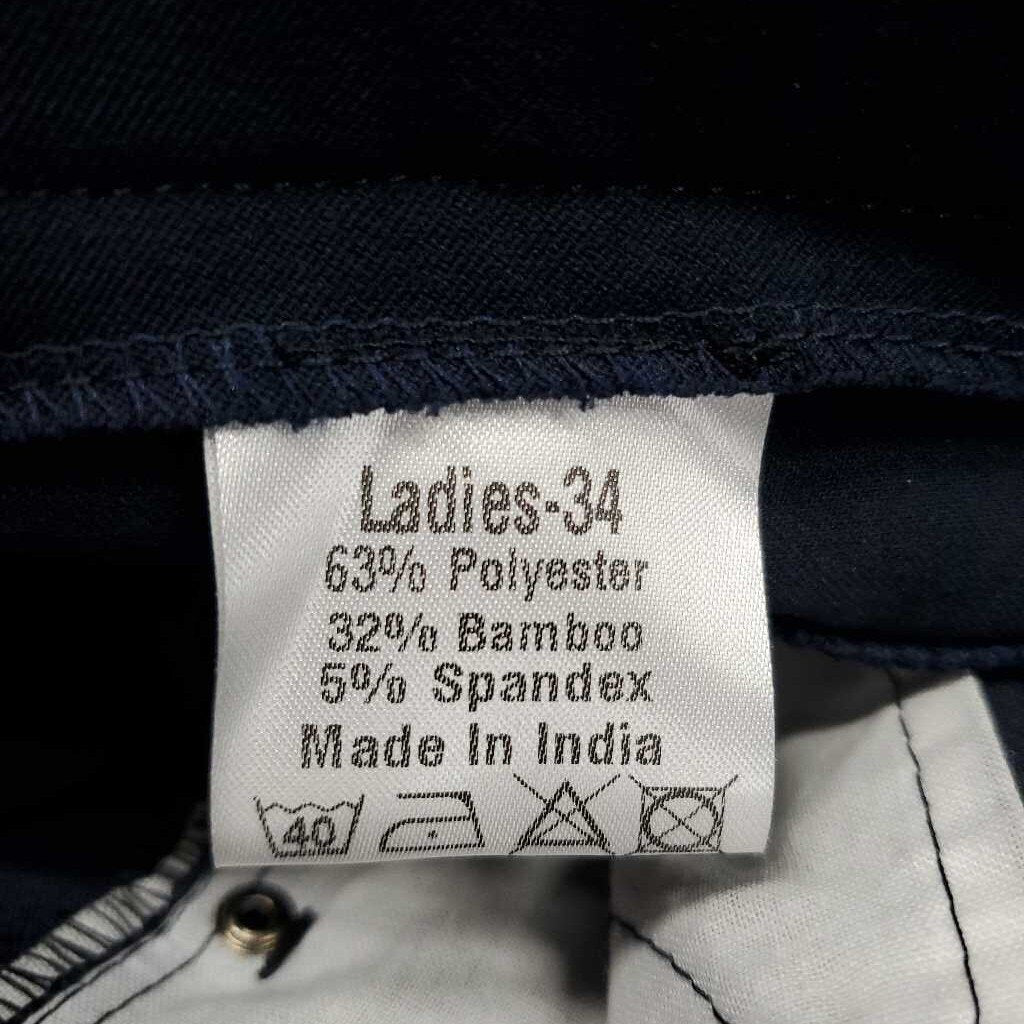 Ladies-34
63% Polyester
32% Bamboo
5% Spandex
Made In India
40